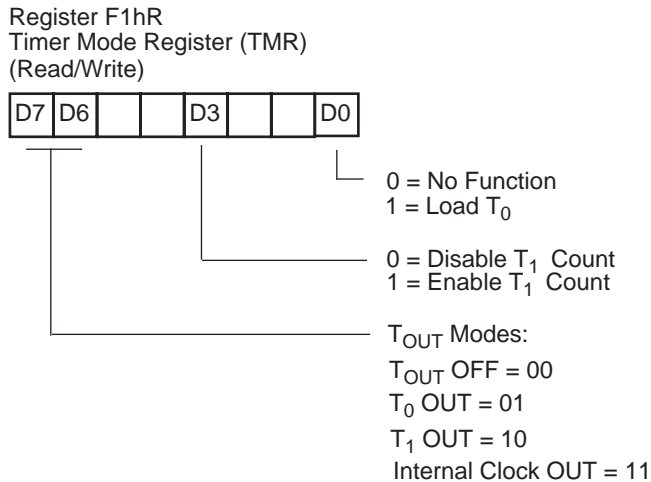 Register F1hR
Timer Mode Register (TMR)
(Read/Write)
D7 D6 D3 D0
0 = No Function
1 = Load T0
0 = Disable T1 Count
1 = Enable T1 Count
TOUT Modes:
TOUT OFF = 00
T0 OUT = 01
T1 OUT = 10
Internal Clock OUT = 11